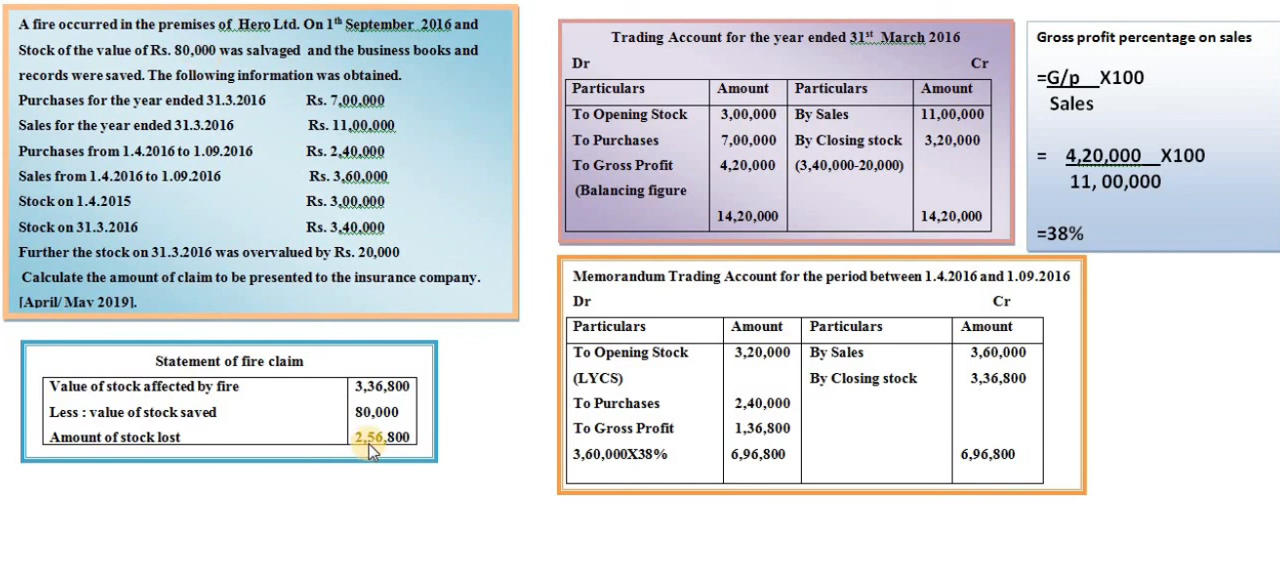 A fire occurred in the premises of Hero Ltd. On 1th September 2016 and
Stock of the value of Rs. 80,000 was salvaged and the business books and
records were saved. The following information was obtained.
Purchases for the year ended 31.3.2016 Rs. 7,00,000
Sales for the year ended 31.3.2016 Rs. 11,00,000
Purchases from 1.4.2016 to 1.09.2016 Rs. 2,40,000
Sales from 1.4.2016 to 1.09.2016 Rs. 3,60,000
Stock on 1.4.2015 Rs. 3,00,000
Stock on 31.3.2016 Rs. 3,40,000
Further the stock on 31.3.2016 was overvalued by Rs. 20,000
Calculate the amount of claim to be presented to the insurance company.
[April/ May 2019].
Statement of fire claim
Value of stock affected by fire 3,36,800
Less : value of stock saved 80,000
Amount of stock lost 2,56,800
Trading Account for the year ended 31st March 2016
Dr Cr
Particulars Amount Particulars Amount
To Opening Stock 3,00,000 By Sales 11,00,000
To Purchases 7,00,000 By Closing stock 3,20,000
To Gross Profit 4,20,000 (3,40,000-20,000)
(Balancing figure
14,20,000 14,20,000
Gross profit percentage on sales
=G/p X100
Sales
= 4,20,000 X100
11, 00,000
=38%
Memorandum Trading Account for the period between 1.4.2016 and 1.09.2016
Dr Cr
Particulars Amount Particulars Amount
To Opening Stock 3,20,000 By Sales 3,60,000
(LYCS) By Closing stock 3,36,800
To Purchases 2,40,000
To Gross Profit 1,36,800
3,60,000X38% 6,96,800 6,96,800